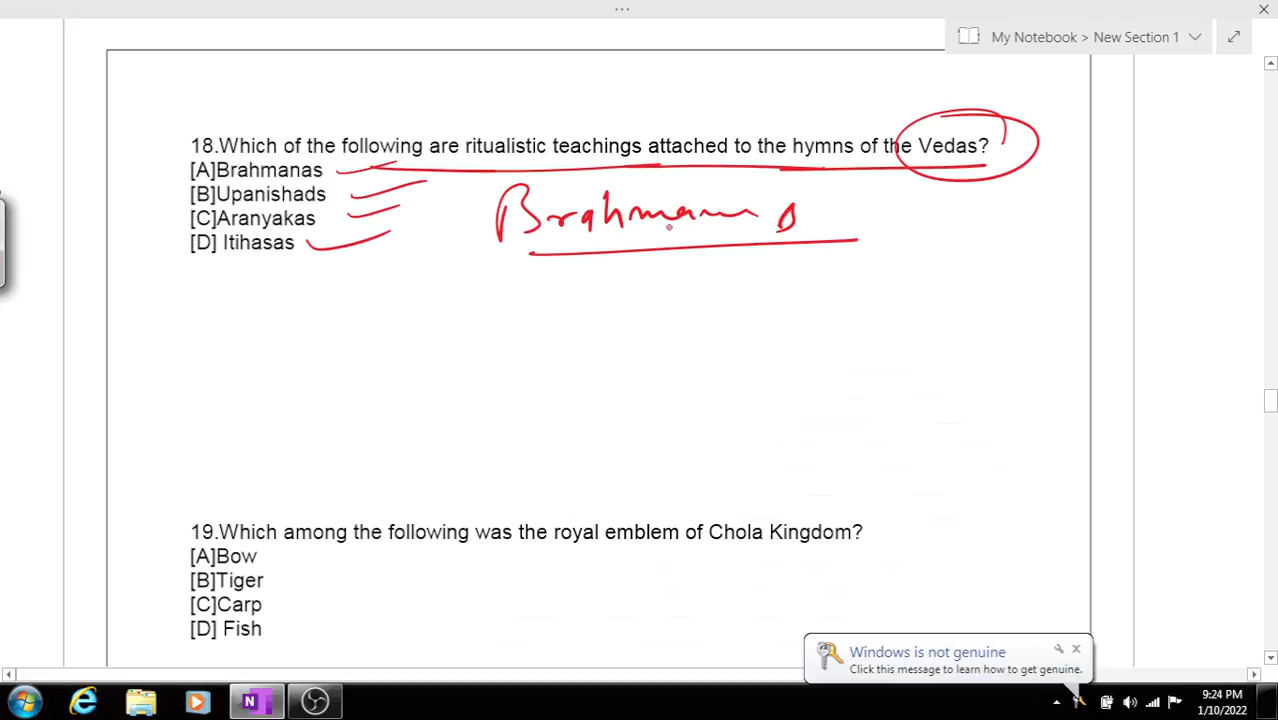 My Notebook > New Section 1
18.Which of the following are ritualistic teachings attached to the hymns of the Vedas?
[A]Brahmanas
[B]Upanishads
[C]Aranyakas
[D] Itihasas
Brahmana s
19.Which among the following was the royal emblem of Chola Kingdom?
[A]Bow
[B]Tiger
[C]Carp
[D] Fish
Windows is not genuine
Click this message to learn how to get genuine.
N
9:24 PM
1/10/2022